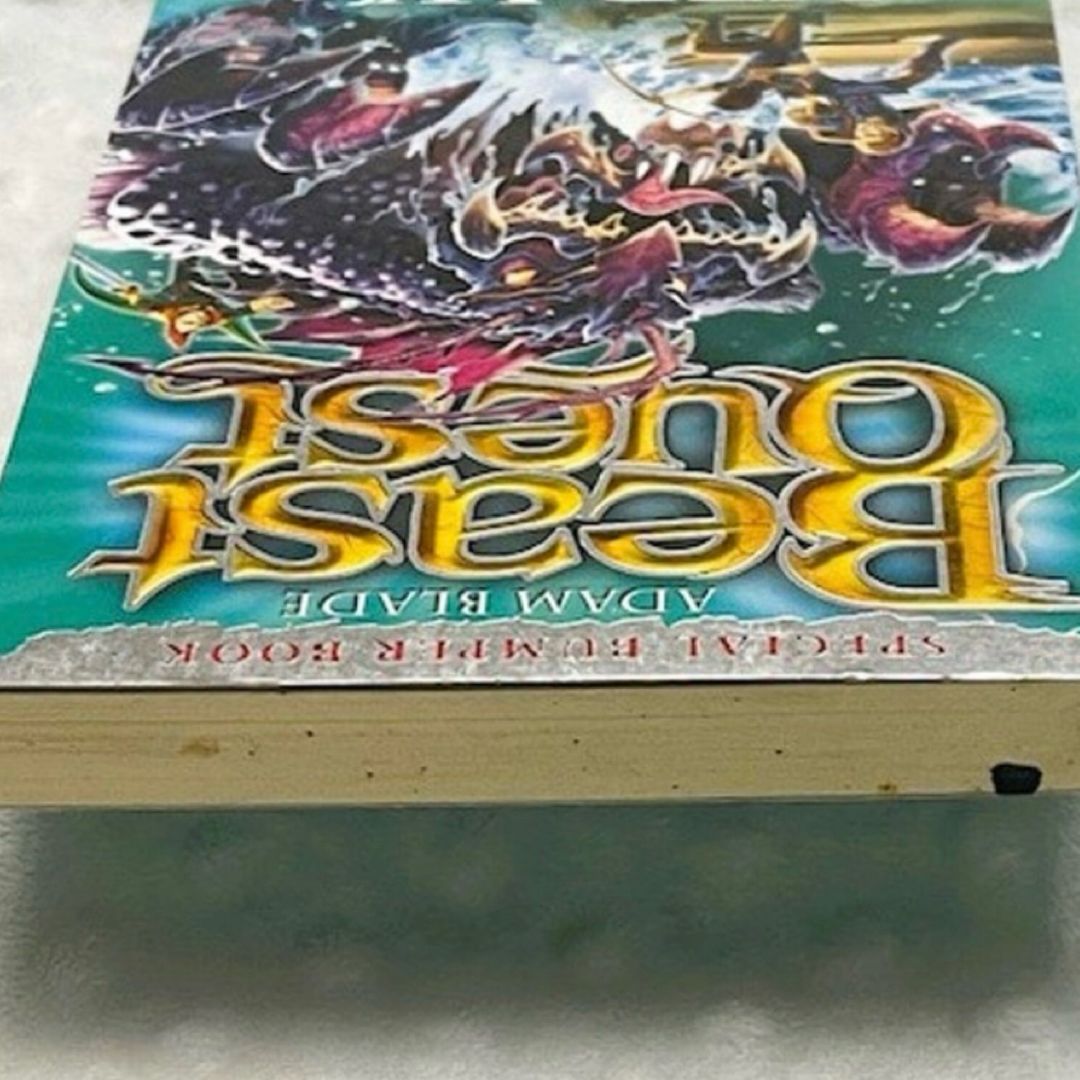 SPECIAL BUMPER BOOK
ADAM BLADE
Beast
Quest